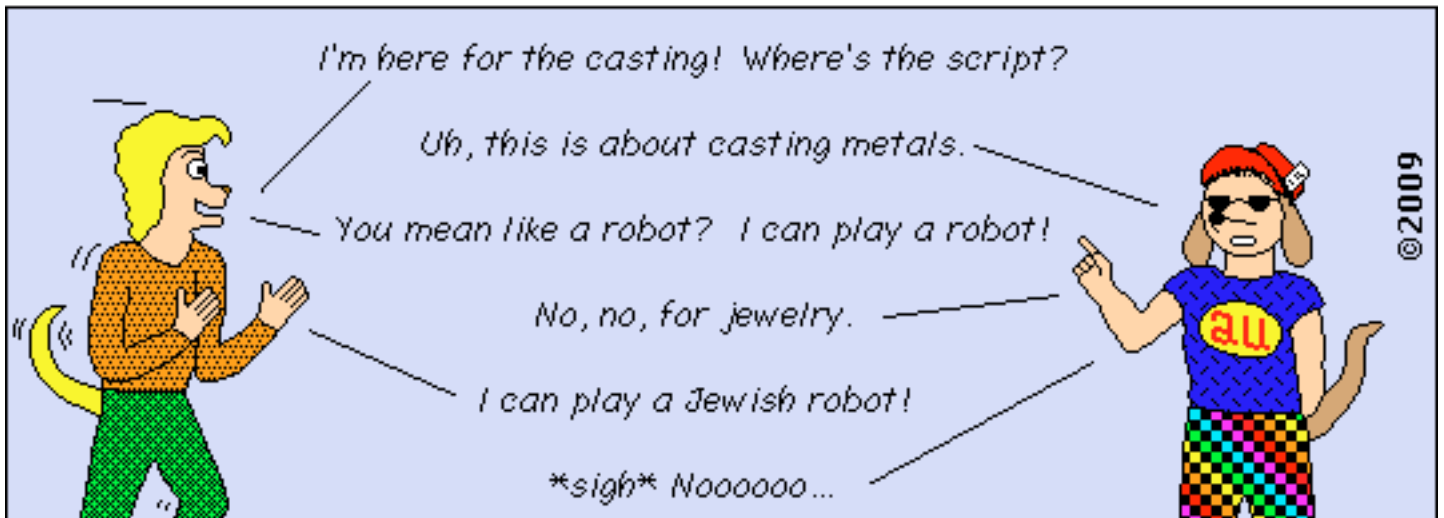 I'm here for the casting! Where's the script?
Uh, this is about casting metals.
You mean like a robot? I can play a robot!
No, no, for jewelry.
I can play a Jewish robot!
*sigh* Noooooo...
au
©2009